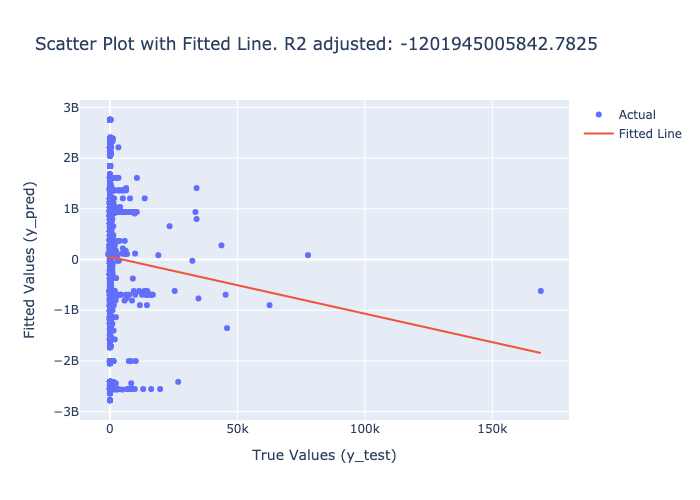 Scatter Plot with Fitted Line. R2 adjusted: -1201945005842.7825
Actual
Fitted Line
3B
2B
1B
0
−1B
−2B
−3B
Fitted Values (y_pred)
0
50k
100k
150k
True Values (y_test)